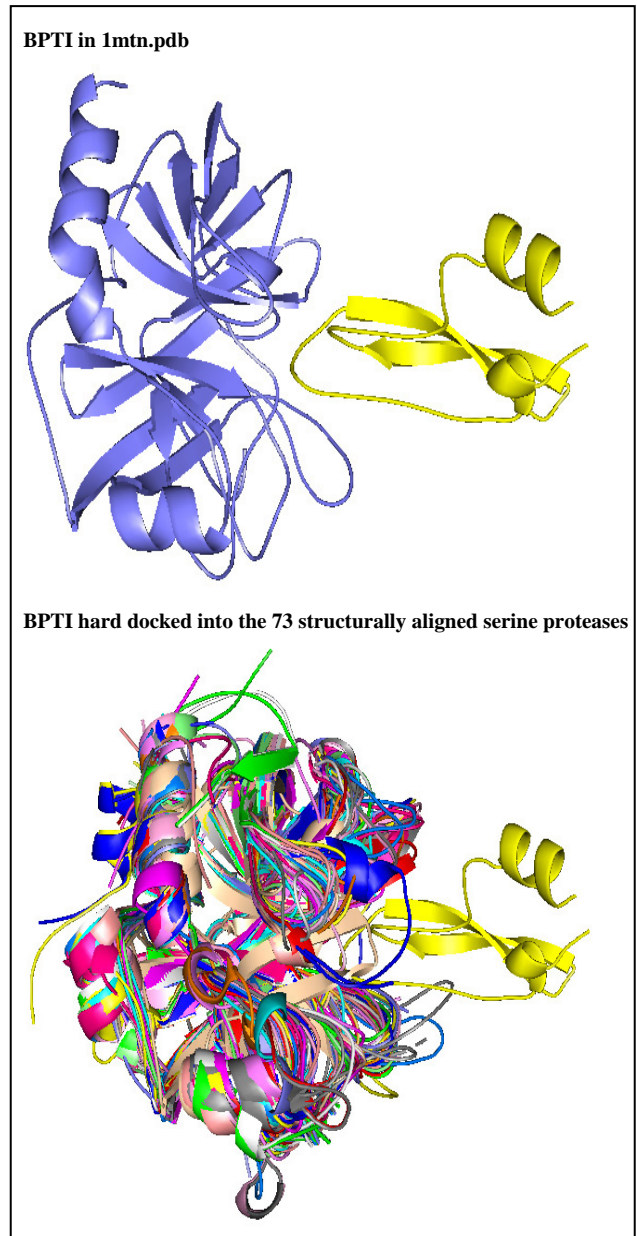 BPTI in 1mtn.pdb
BPTI hard docked into the 73 structurally aligned serine proteases